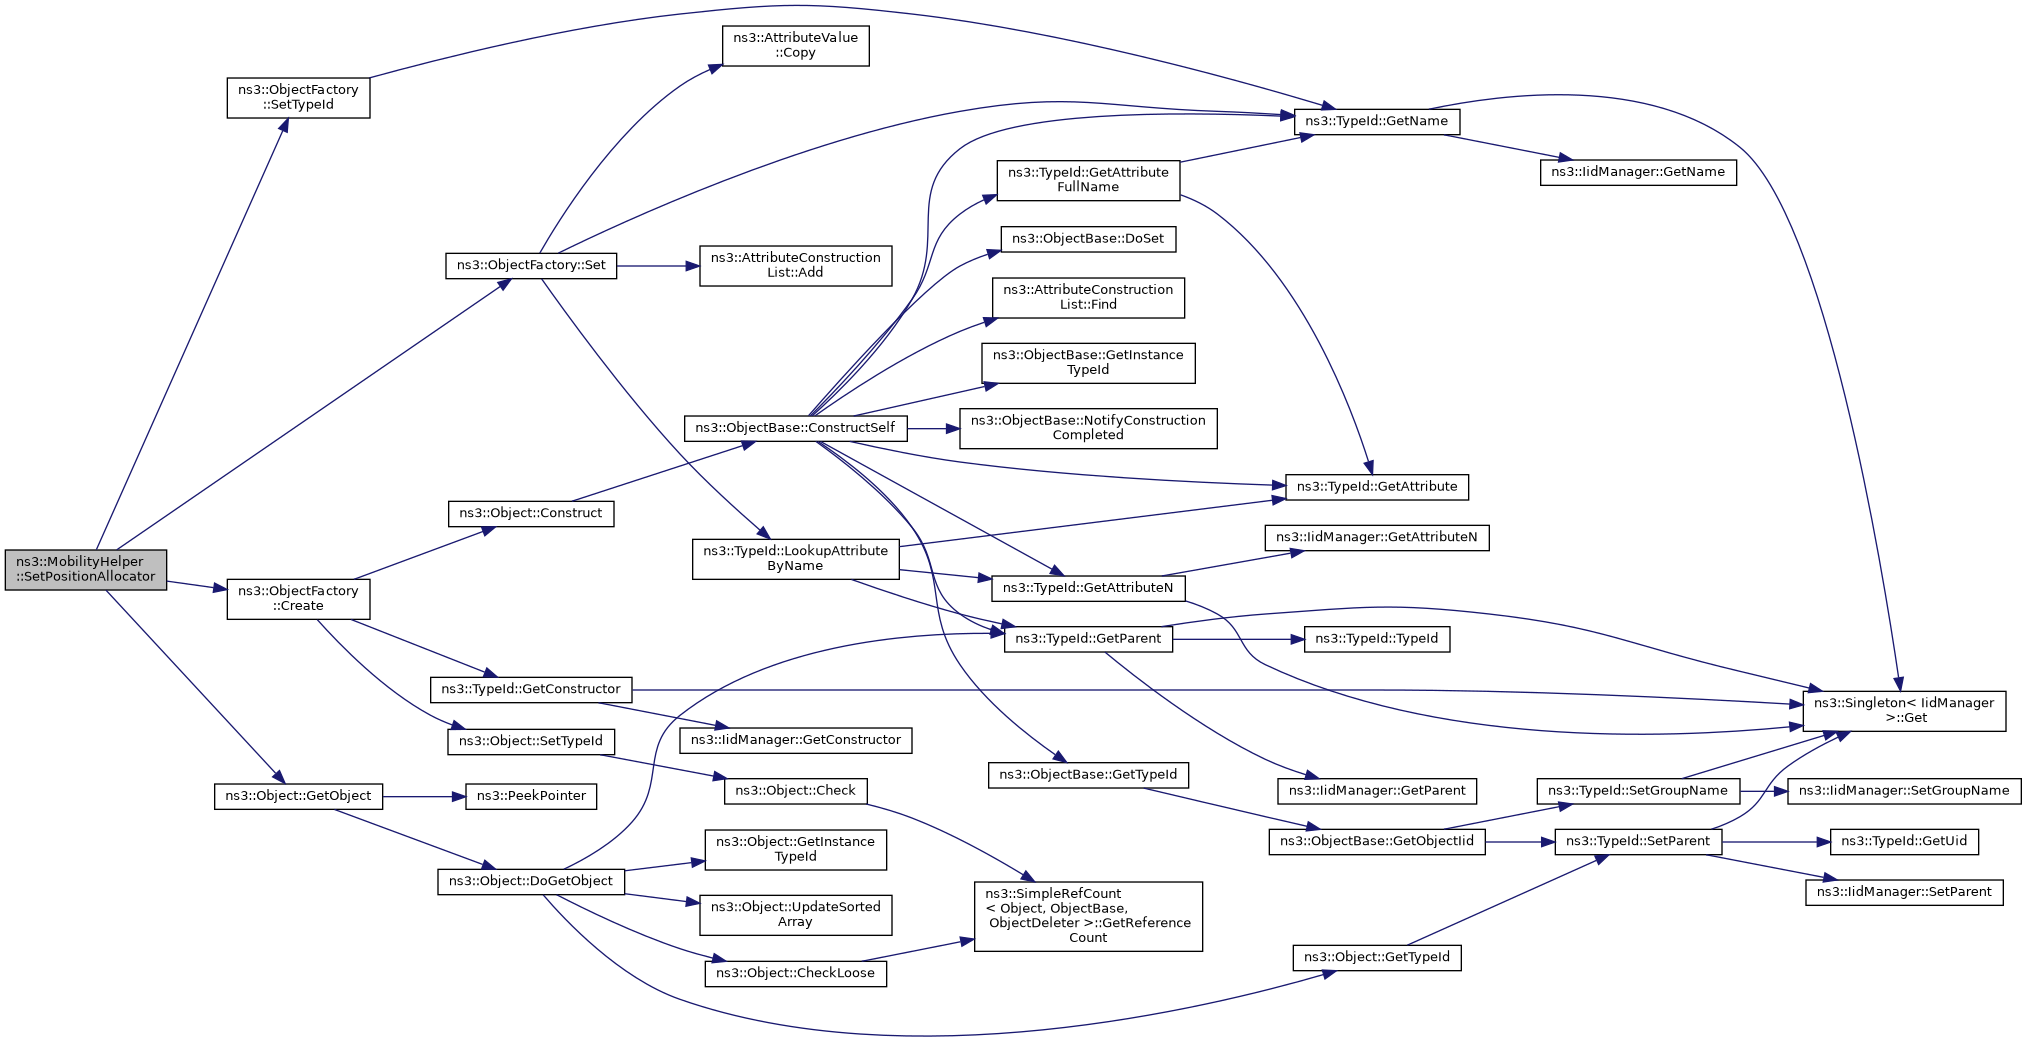 ns3::MobilityHelper
::SetPositionAllocator
ns3::ObjectFactory
::SetTypeId
ns3::ObjectFactory::Set
ns3::ObjectFactory
::Create
ns3::Object::GetObject
ns3::AttributeValue
::Copy
ns3::AttributeConstruction
List::Add
ns3::ObjectBase::ConstructSelf
ns3::Object::Construct
ns3::TypeId::LookupAttribute
ByName
ns3::TypeId::GetConstructor
ns3::Object::SetTypeId
ns3::IidManager::GetConstructor
ns3::PeekPointer
ns3::Object::Check
ns3::Object::GetInstance
TypeId
ns3::Object::DoGetObject
ns3::Object::UpdateSorted
Array
ns3::Object::CheckLoose
ns3::TypeId::GetName
ns3::IidManager::GetName
ns3::TypeId::GetAttribute
FullName
ns3::ObjectBase::DoSet
ns3::AttributeConstruction
List::Find
ns3::ObjectBase::GetInstance
TypeId
ns3::ObjectBase::NotifyConstruction
Completed
ns3::TypeId::GetAttribute
ns3::IidManager::GetAttributeN
ns3::TypeId::GetAttributeN
ns3::TypeId::GetParent
ns3::TypeId::TypeId
ns3::Singleton< IidManager
>::Get
ns3::ObjectBase::GetTypeId
ns3::IidManager::GetParent
ns3::TypeId::SetGroupName
ns3::IidManager::SetGroupName
ns3::ObjectBase::GetObjectIid
ns3::TypeId::SetParent
ns3::TypeId::GetUid
ns3::IidManager::SetParent
ns3::SimpleRefCount
< Object, ObjectBase,
ObjectDeleter >::GetReference
Count
ns3::Object::GetTypeId